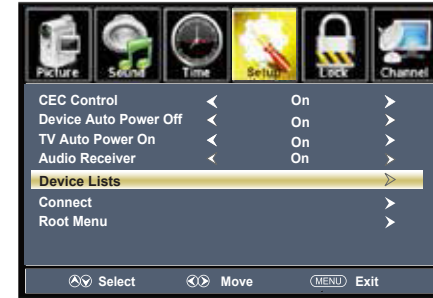 Picture Sound Time Setup Lock Channel
CEC Control On
Device Auto Power Off On
TV Auto Power On On
Audio Receiver On
Device Lists
Connect
Root Menu
Select Move MENU Exit